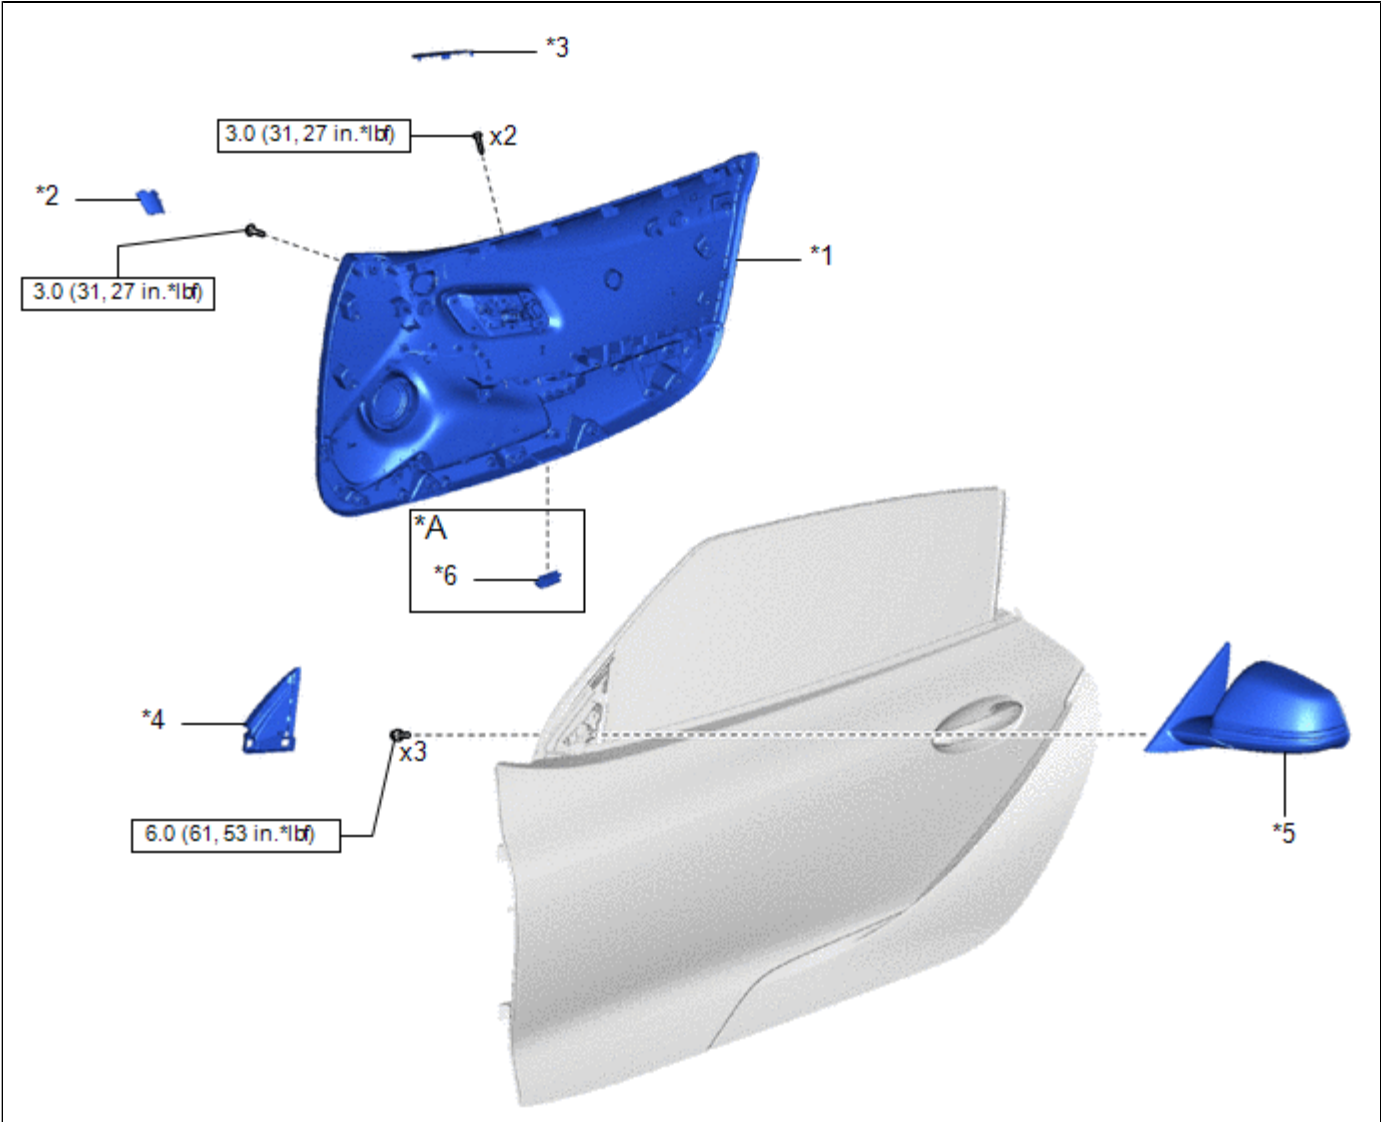 *3
3.0 (31, 27 in.*lbf)
x2
*2
*1
3.0 (31, 27 in.*lbf)
*A
*6
*4
x3
6.0 (61, 53 in.*lbf)
*5